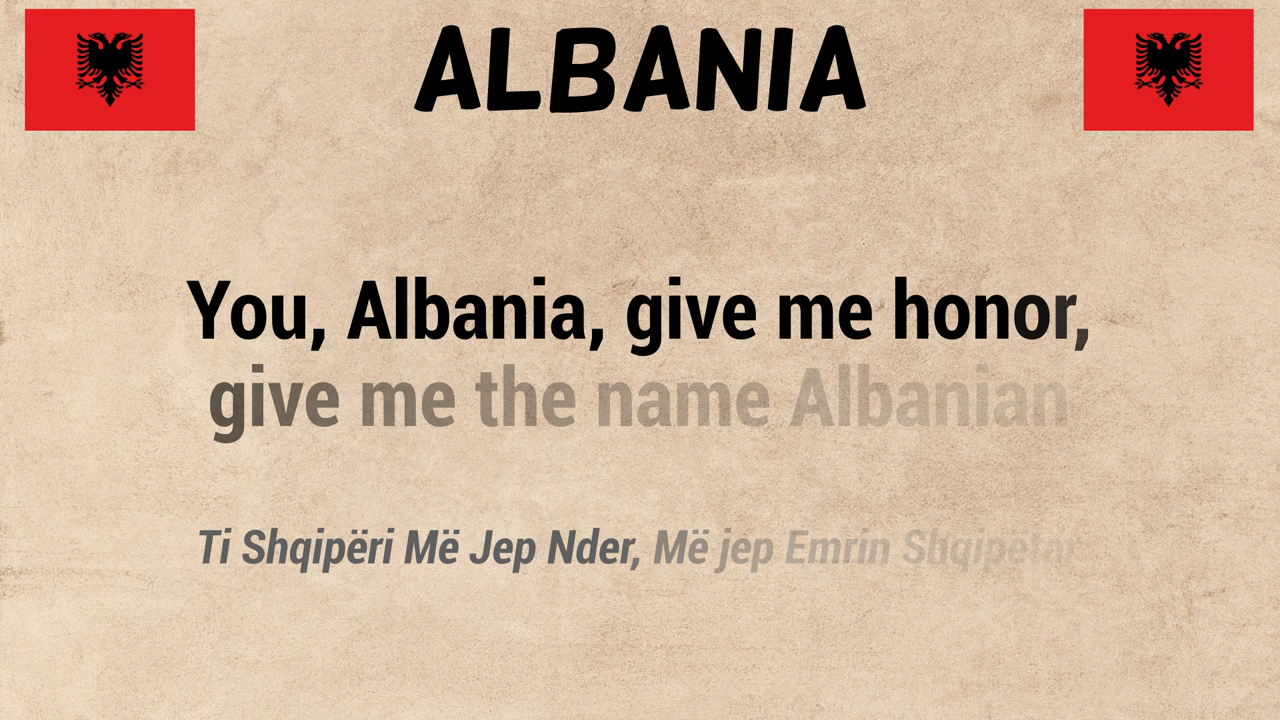 ALBANIA
You, Albania, give me honor,
give me the name Albanian
Ti Shqipëri Më Jep Nder, Më jep Emrin Shqipetar